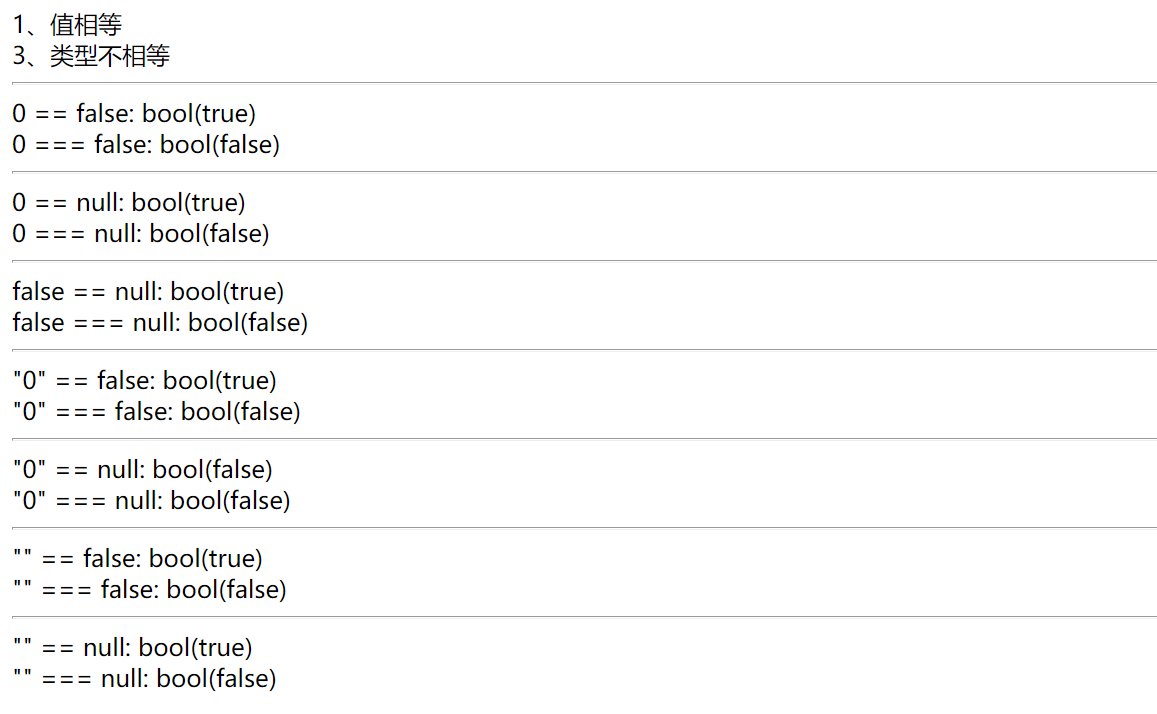 1、值相等
3、类型不相等
0 == false: bool(true)
0 === false: bool(false)
0 == null: bool(true)
0 === null: bool(false)
false == null: bool(true)
false === null: bool(false)
"0" == false: bool(true)
"0" === false: bool(false)
"0" == null: bool(false)
"0" === null: bool(false)
"" == false: bool(true)
"" === false: bool(false)
"" == null: bool(true)
"" === null: bool(false)